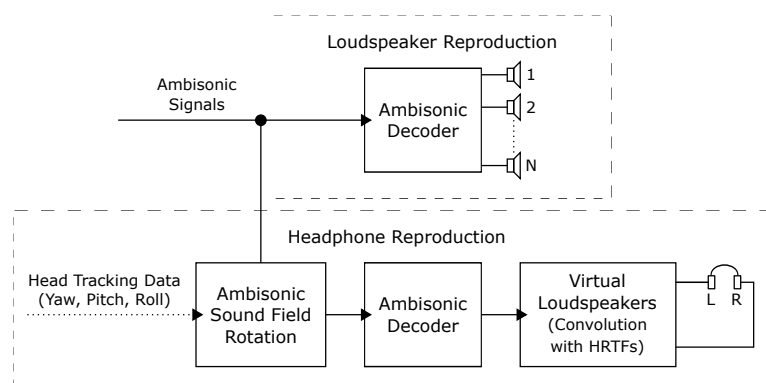 Loudspeaker Reproduction
Ambisonic
Signals
Ambisonic
Decoder
1
2
N
Headphone Reproduction
Head Tracking Data
(Yaw, Pitch, Roll)
Ambisonic
Sound Field
Rotation
Ambisonic
Decoder
Virtual
Loudspeakers
(Convolution
with HRTFs)
L R